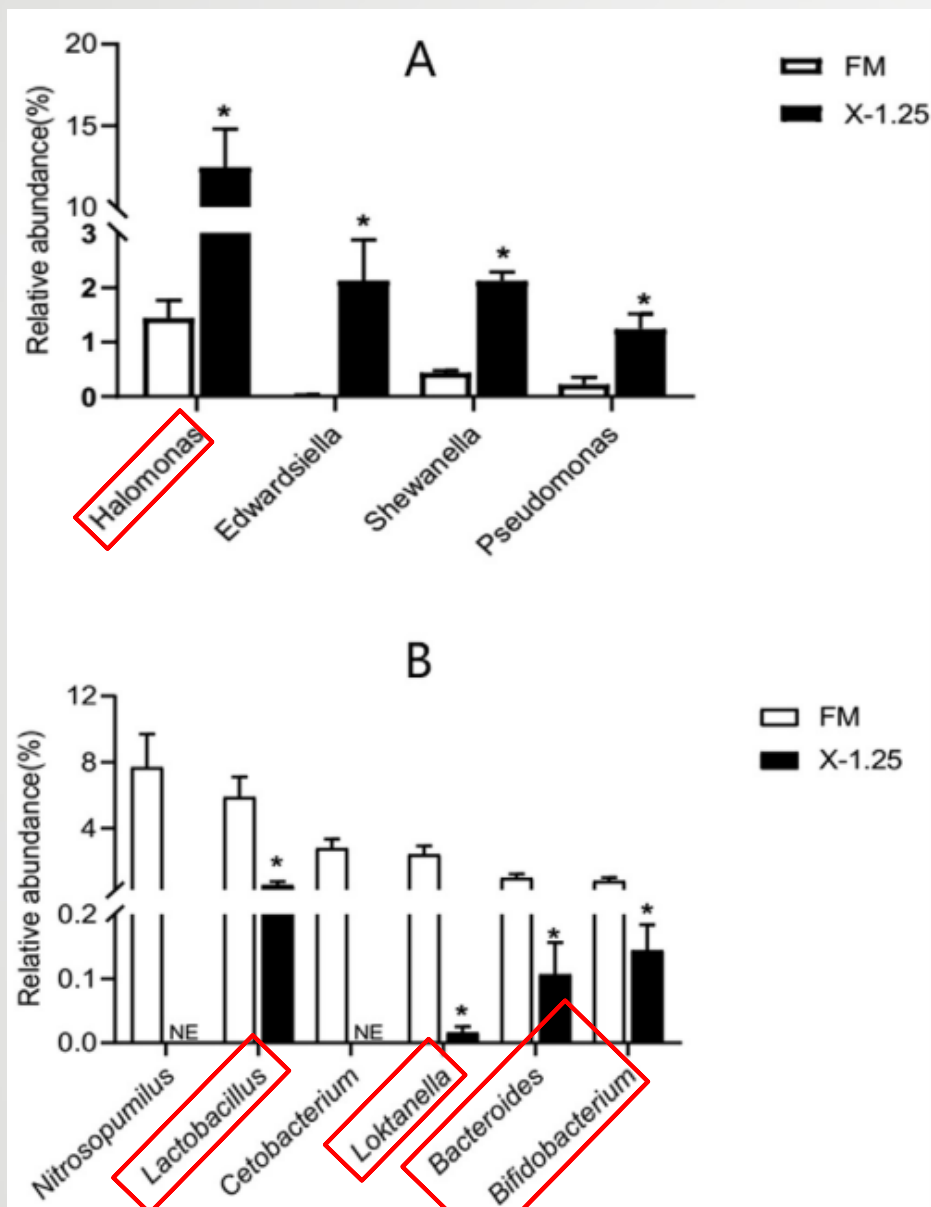 A
FM
X-1.25
Relative abundance(%)
20
15
10
3
2
1
0
*
*
*
*
Halomonas
Edwardsiella
Shewanella
Pseudomonas
B
FM
X-1.25
Relative abundance(%)
12
8
4
0.2
0.1
0.0
NE
*
NE
*
*
*
Nitrosopumilus
Lactobacillus
Cetobacterium
Loktanella
Bacteroides
Bifidobacterium